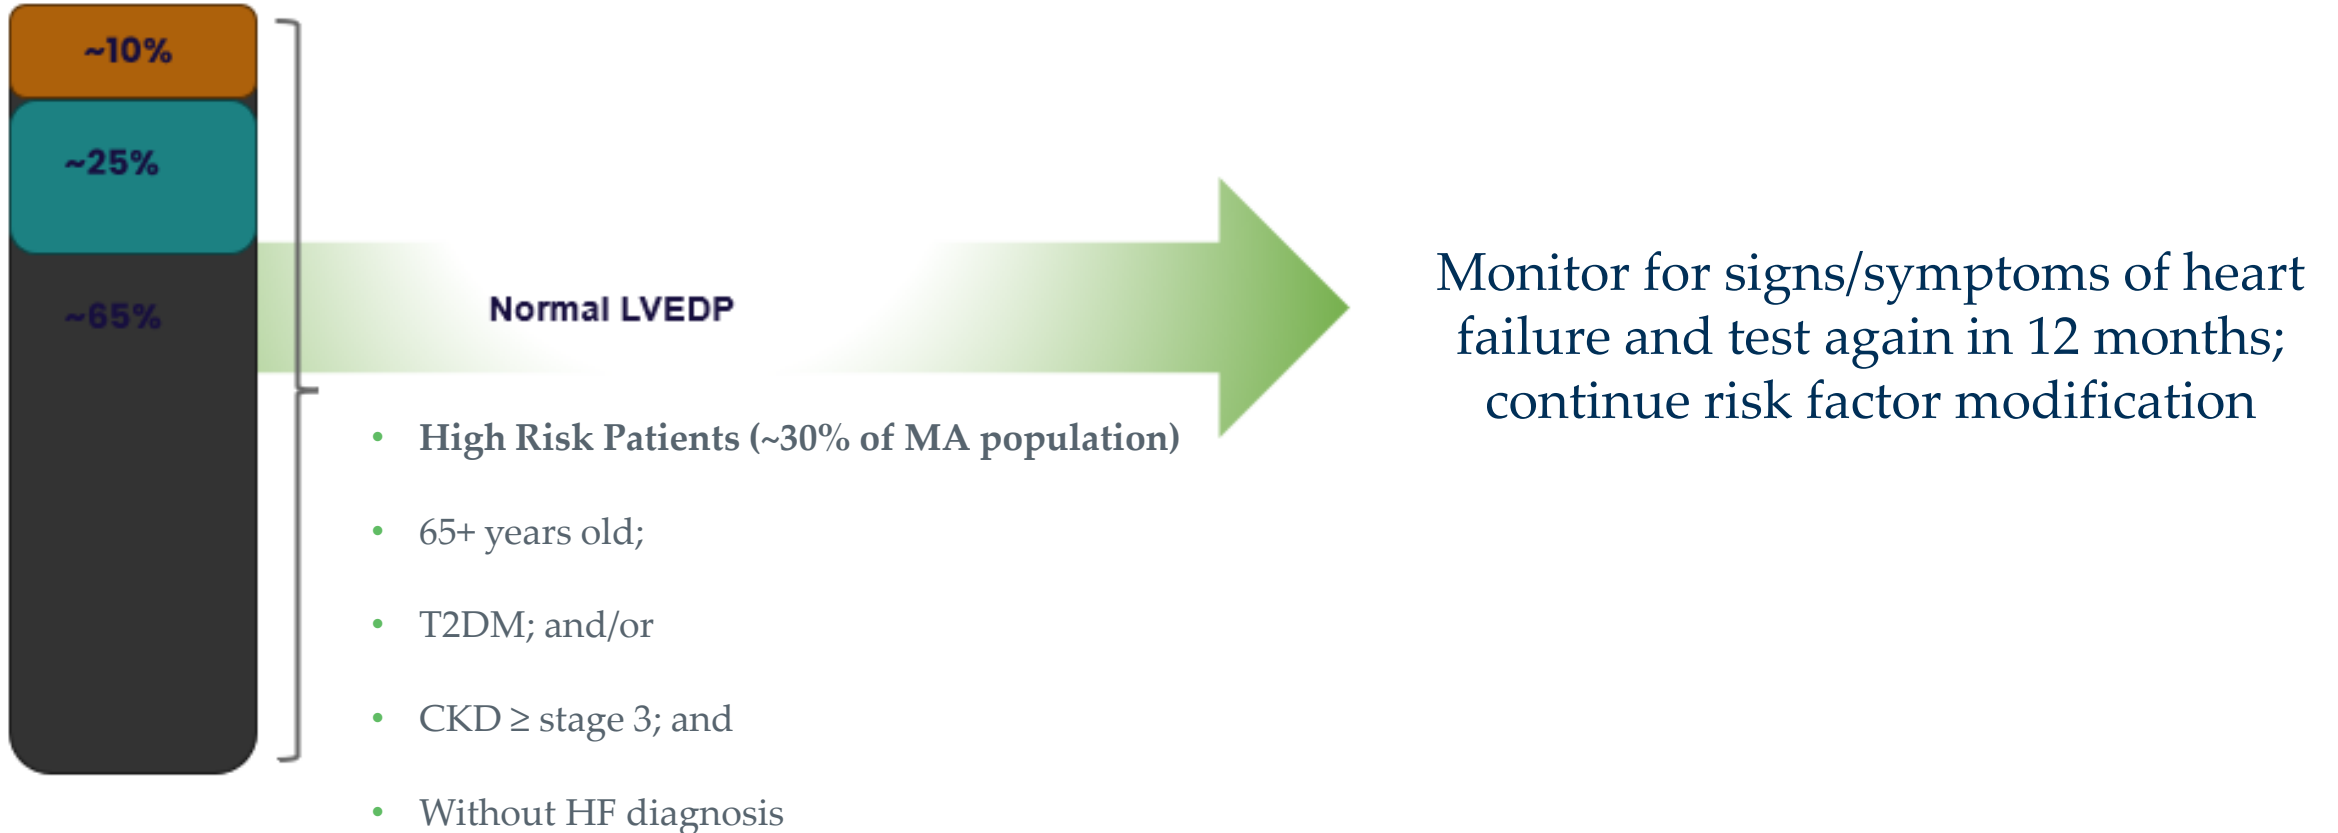 ~10%
~25%
~65%
Normal LVEDP
• High Risk Patients (~30% of MA population)
• 65+ years old;
• T2DM; and/or
• CKD ≥ stage 3; and
• Without HF diagnosis
Monitor for signs/symptoms of heart
failure and test again in 12 months;
continue risk factor modification